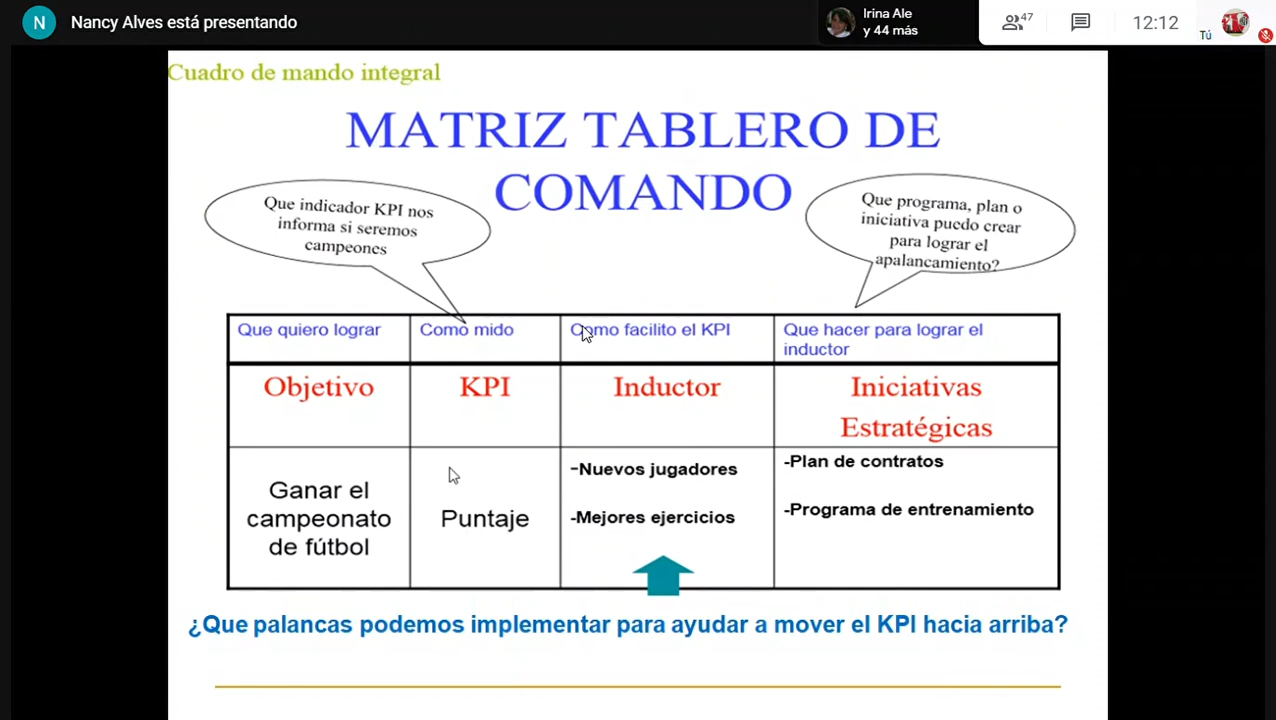 N
Nancy Alves está presentando
Irina Ale
y 44 más
47
12:12
Tú
Cuadro de mando integral
MATRIZ TABLERO DE
COMANDO
Que indicador KPI nos
informa si seremos
campeones
Que programa, plan o
iniciativa puedo crear
para lograr el
apalancamiento?
Que quiero lograr
Como mido
Como facilito el KPI
Que hacer para lograr el
inductor
Objetivo
KPI
Inductor
Iniciativas
Estratégicas
Ganar el
campeonato
de fútbol
Puntaje
-Nuevos jugadores
-Mejores ejercicios
-Plan de contratos
-Programa de entrenamiento
¿Que palancas podemos implementar para ayudar a mover el KPI hacia arriba?